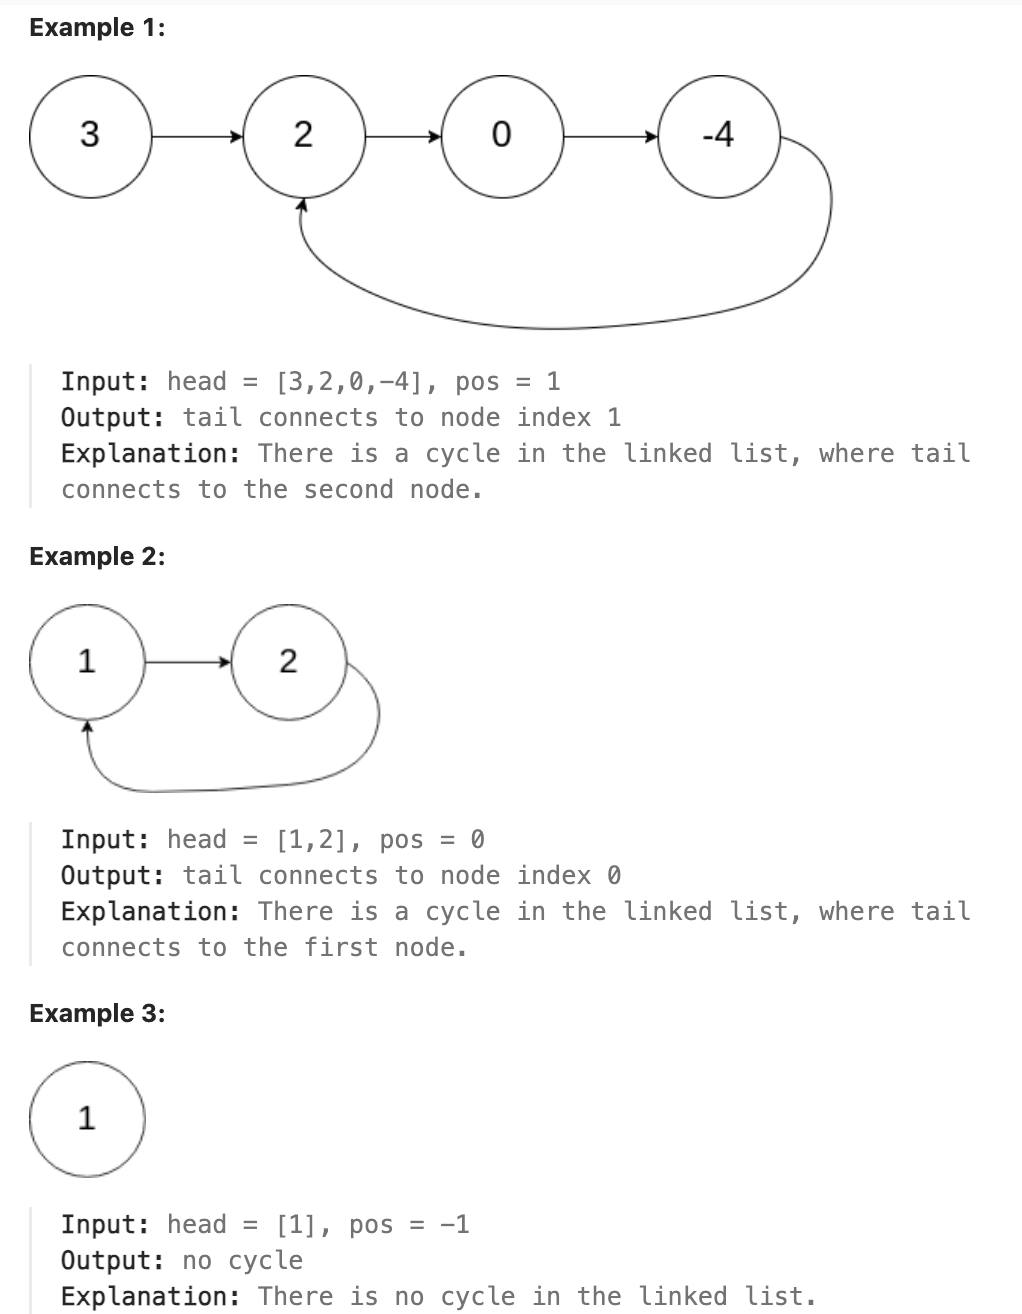 Example 1:
3 2 0 -4
Input: head = [3,2,0,-4], pos = 1
Output: tail connects to node index 1
Explanation: There is a cycle in the linked list, where tail
connects to the second node.
Example 2:
1 2
Input: head = [1,2], pos = 0
Output: tail connects to node index 0
Explanation: There is a cycle in the linked list, where tail
connects to the first node.
Example 3:
1
Input: head = [1], pos = -1
Output: no cycle
Explanation: There is no cycle in the linked list.